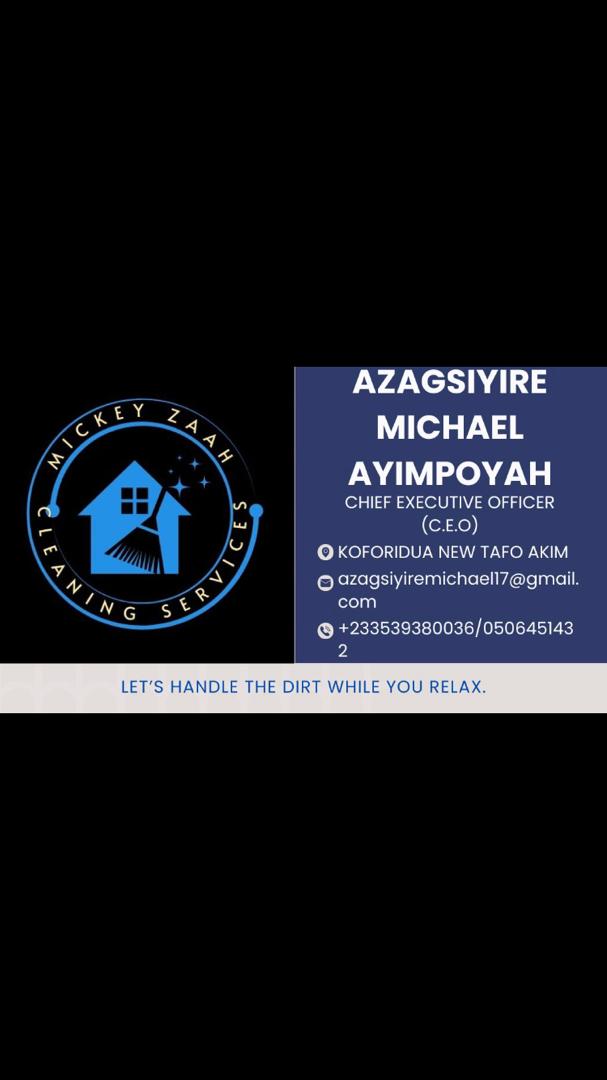 MICKEY ZAAH
CLEANING SERVICES
AZAGSIYIRE
MICHAEL
AYIMPOYAH
CHIEF EXECUTIVE OFFICER
(C.E.O)
KOFORIDUA NEW TAFO AKIM
azagsiyiremichael17@gmail.
com
+233539380036/050645143
2
LET'S HANDLE THE DIRT WHILE YOU RELAX.